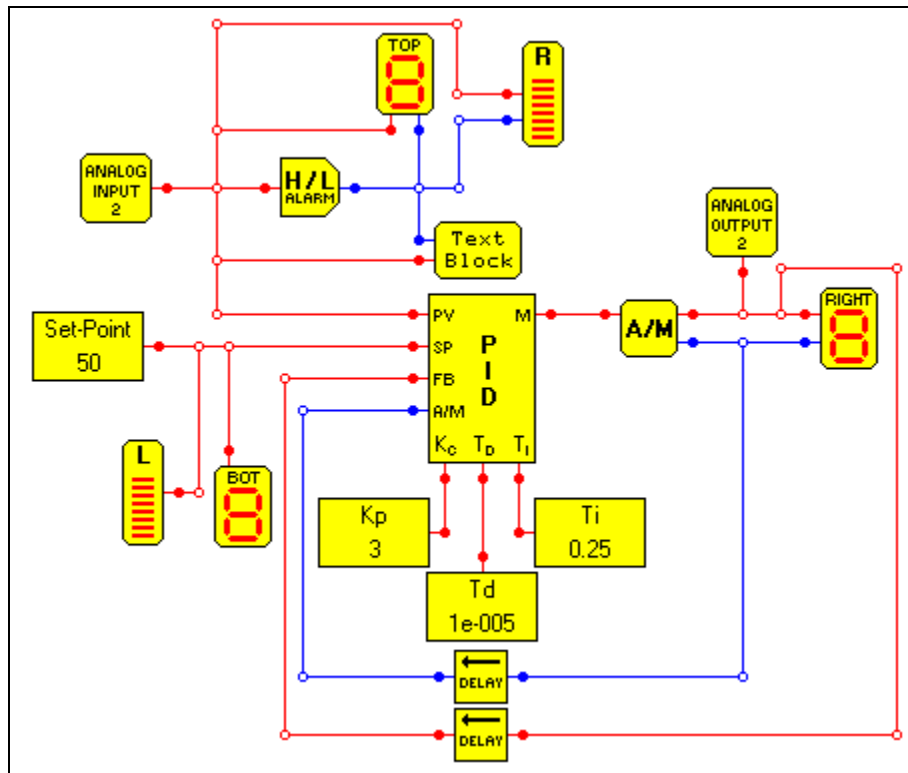 TOP
R
ANALOG
INPUT
2
H/L
ALARM
Text
Block
ANALOG
OUTPUT
2
Set-Point
50
PV
M
SP
FB
A/M
PID
KC
TD
TI
A/M
RIGHT
L
BOT
Kp
3
Ti
0.25
Td
1e-005
DELAY
DELAY